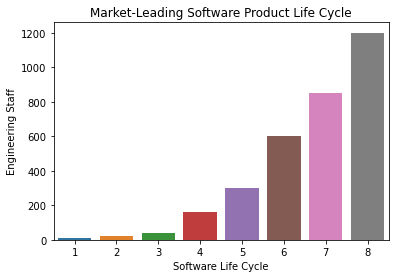 Market-Leading Software Product Life Cycle
Engineering Staff
1200
1000
800
600
400
200
0
1 2 3 4 5 6 7 8
Software Life Cycle